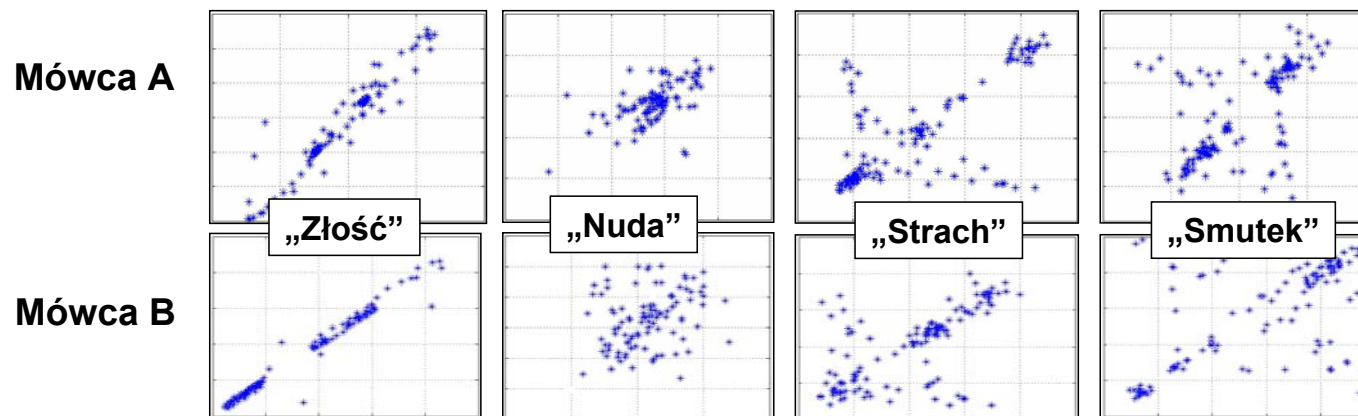 Mówca A
„Złość” „Nuda” „Strach” „Smutek”
Mówca B